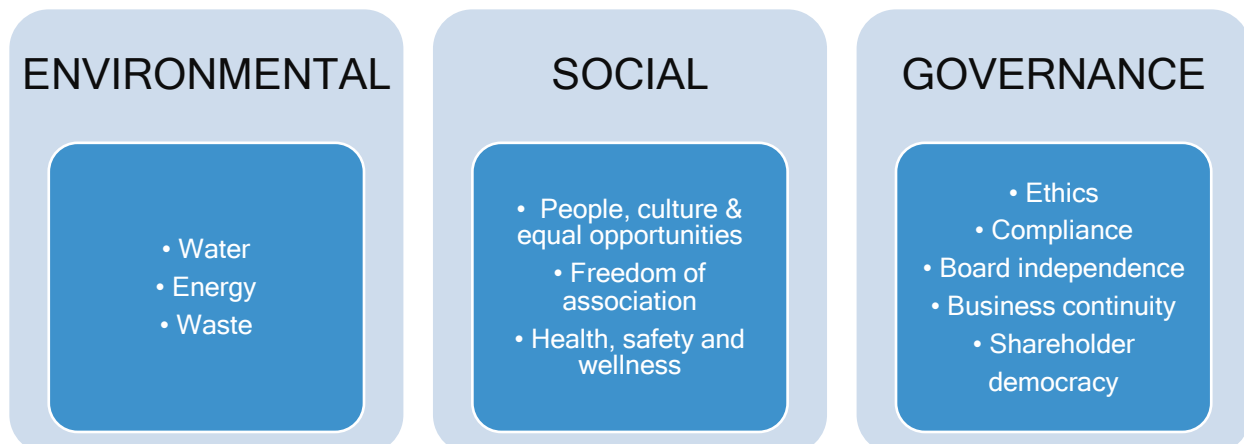 ENVIRONMENTAL
• Water
• Energy
• Waste
SOCIAL
• People, culture &
equal opportunities
• Freedom of
association
• Health, safety and
wellness
GOVERNANCE
• Ethics
• Compliance
• Board independence
• Business continuity
• Shareholder
democracy